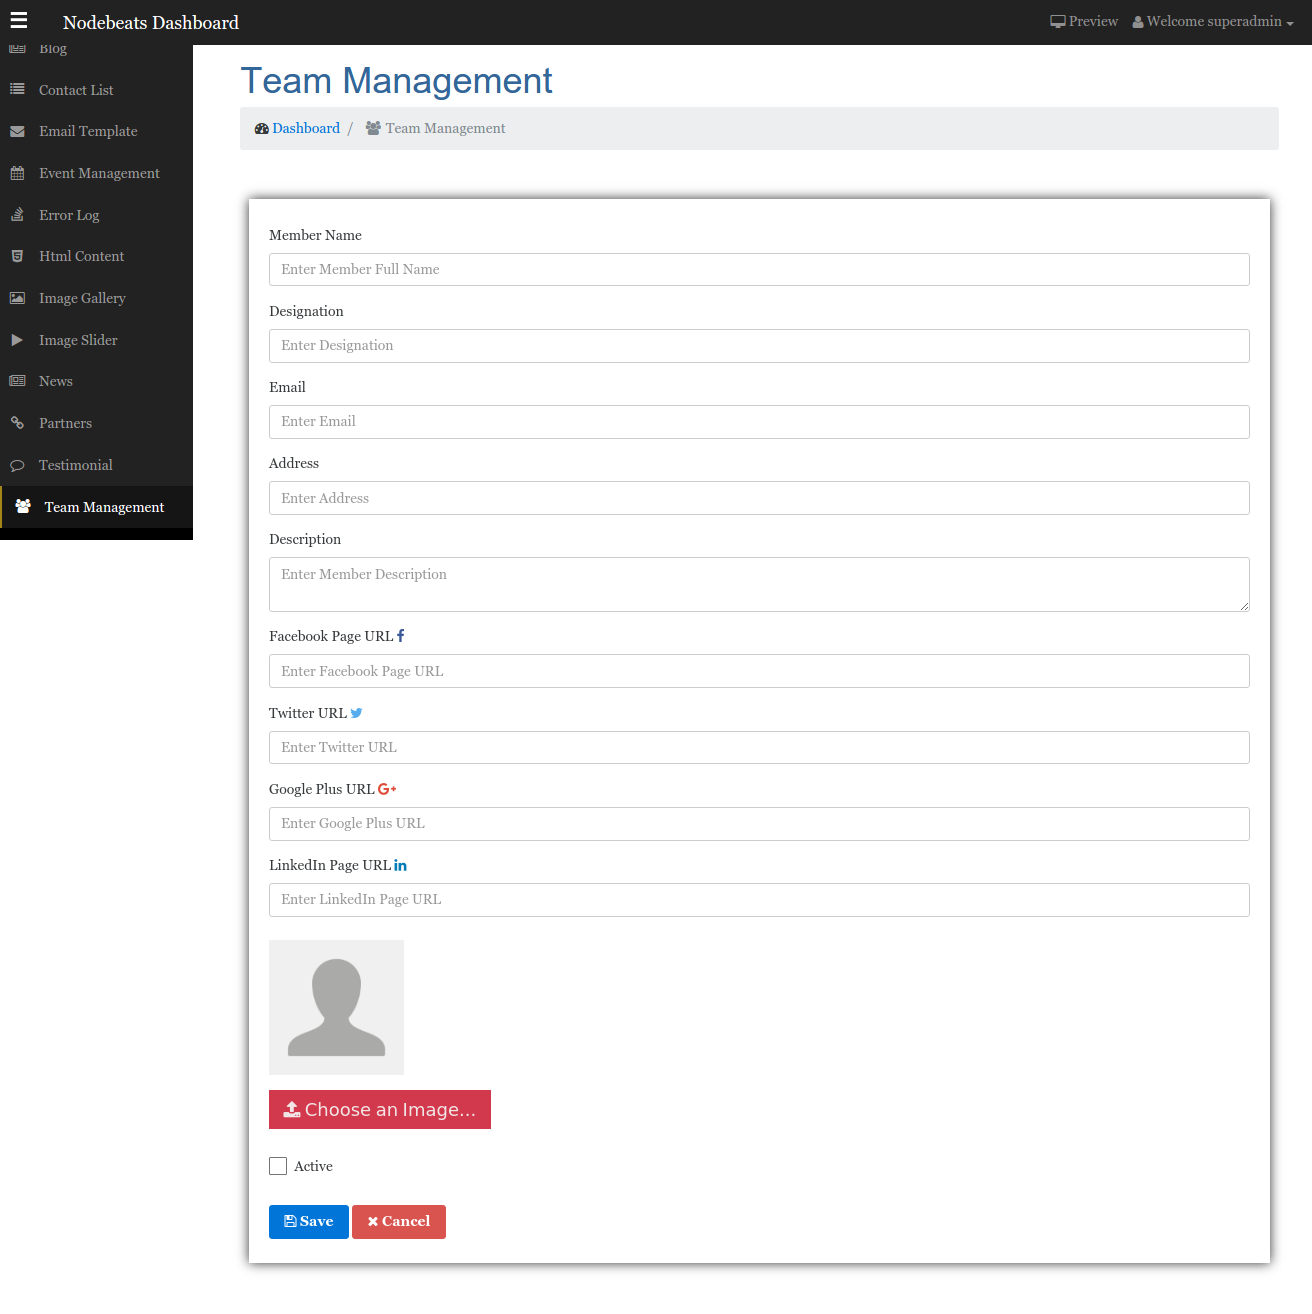 Nodebeats Dashboard
Preview
Welcome superadmin
Blog
Contact List
Email Template
Event Management
Error Log
Html Content
Image Gallery
Image Slider
News
Partners
Testimonial
Team Management
Team Management
Dashboard / Team Management
Member Name
Enter Member Full Name
Designation
Enter Designation
Email
Enter Email
Address
Enter Address
Description
Enter Member Description
Facebook Page URL
Enter Facebook Page URL
Twitter URL
Enter Twitter URL
Google Plus URL
Enter Google Plus URL
LinkedIn Page URL
Enter LinkedIn Page URL
Choose an Image...
Active
Save
Cancel